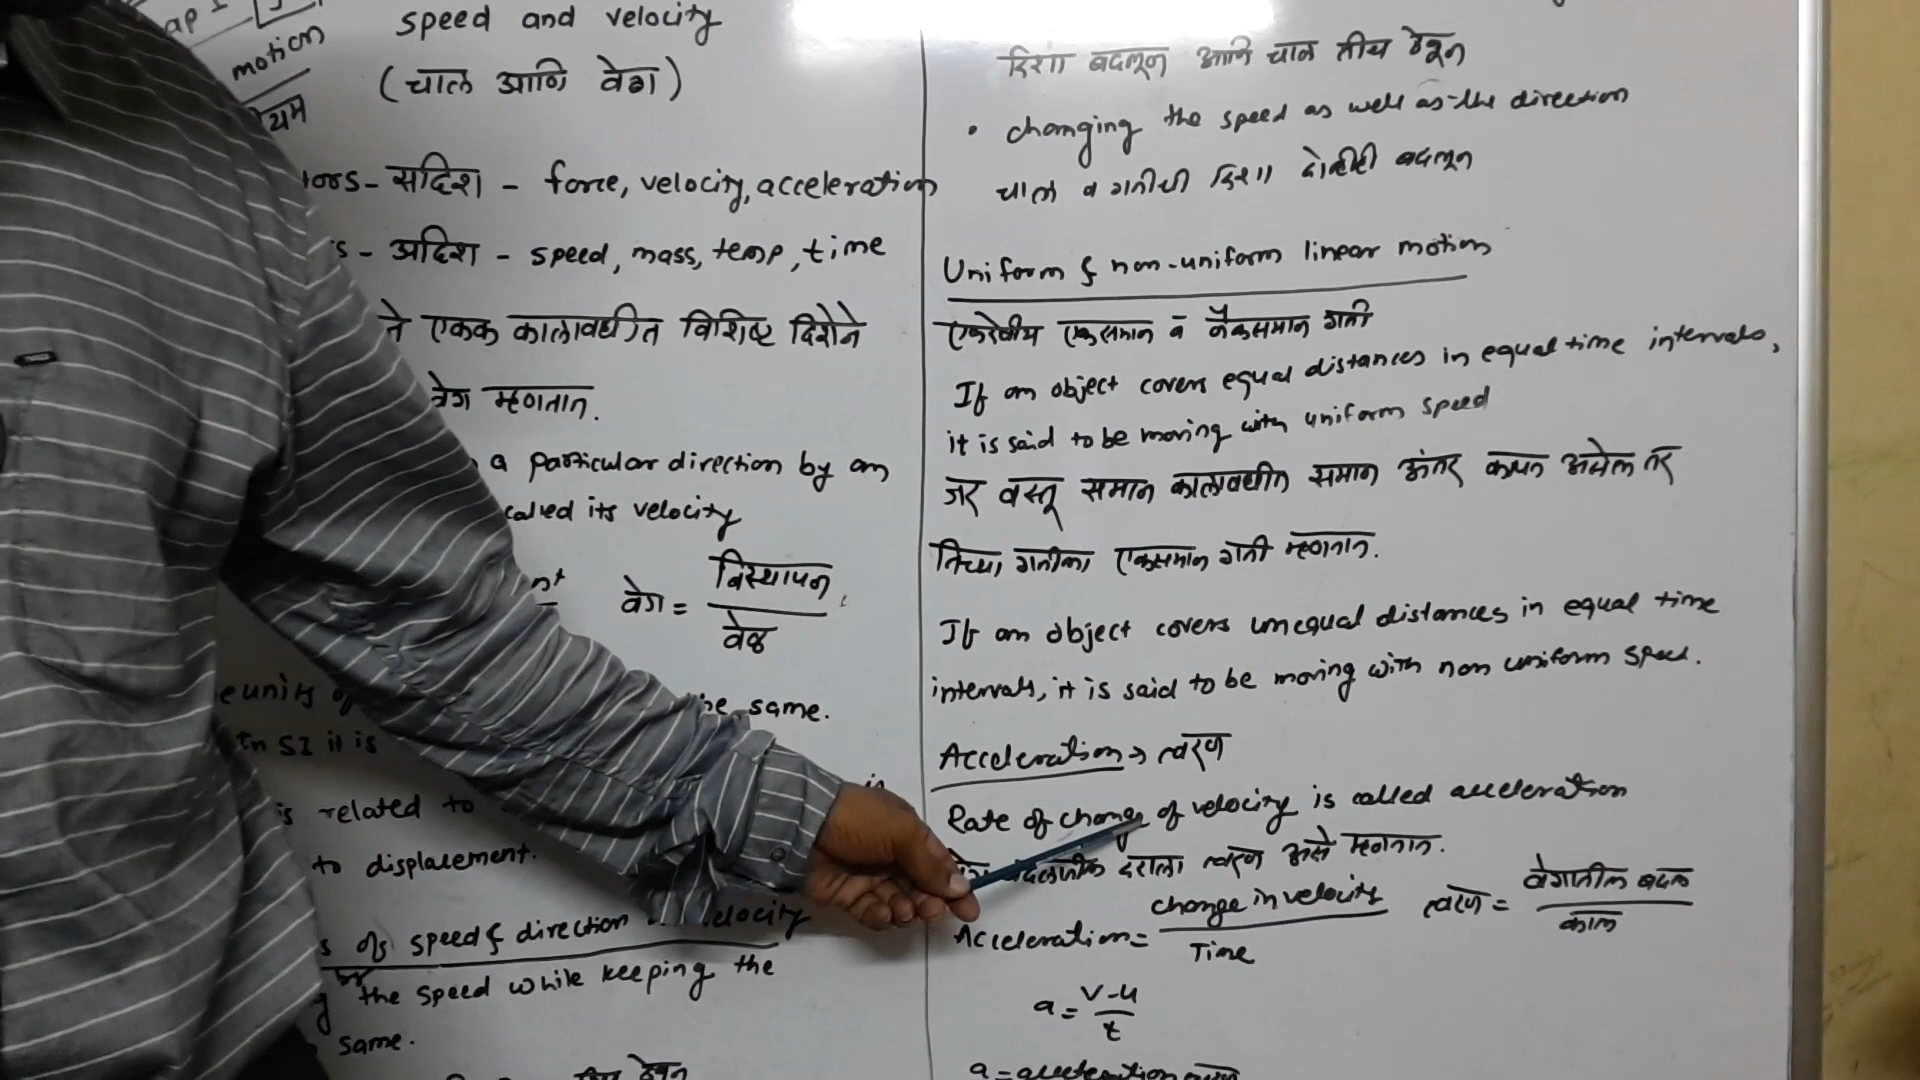 motion
speed and velocity
(चाल आणि वेग)
सदिश - force, velocity, acceleration
अदिश - speed, mass, temp, time
ने एकक कालावधीत विशिष्ट दिशेने
वेग म्हणतात.
a particular direction by an
called its velocity
वेग = विस्थापन
वेळ
same.
In SI it is
is related to
to displacement.
of speed & direction
the speed while keeping the
same.
दिशा बदलून आणि चाल तीच ठेवून
• changing the speed as well as the direction
चाल व गतीची दिशा दोन्ही बदलून
Uniform & non-uniform linear motion
एकरेषीय एकसमान व नैकसमान गती
If an object covers equal distances in equal time intervals,
it is said to be moving with uniform speed
जर वस्तू समान कालावधीत समान अंतर कापत असेल तर
तिच्या गतीला एकसमान गती म्हणतात.
If an object covers unequal distances in equal time
intervals, it is said to be moving with non uniform speed.
Acceleration → त्वरण
Rate of change of velocity is called acceleration
दराला त्वरण असे म्हणतात.
Acceleration = change in velocity
Time
त्वरण = वेगातील बदल
काल
a = v-u
t
a = acceleration